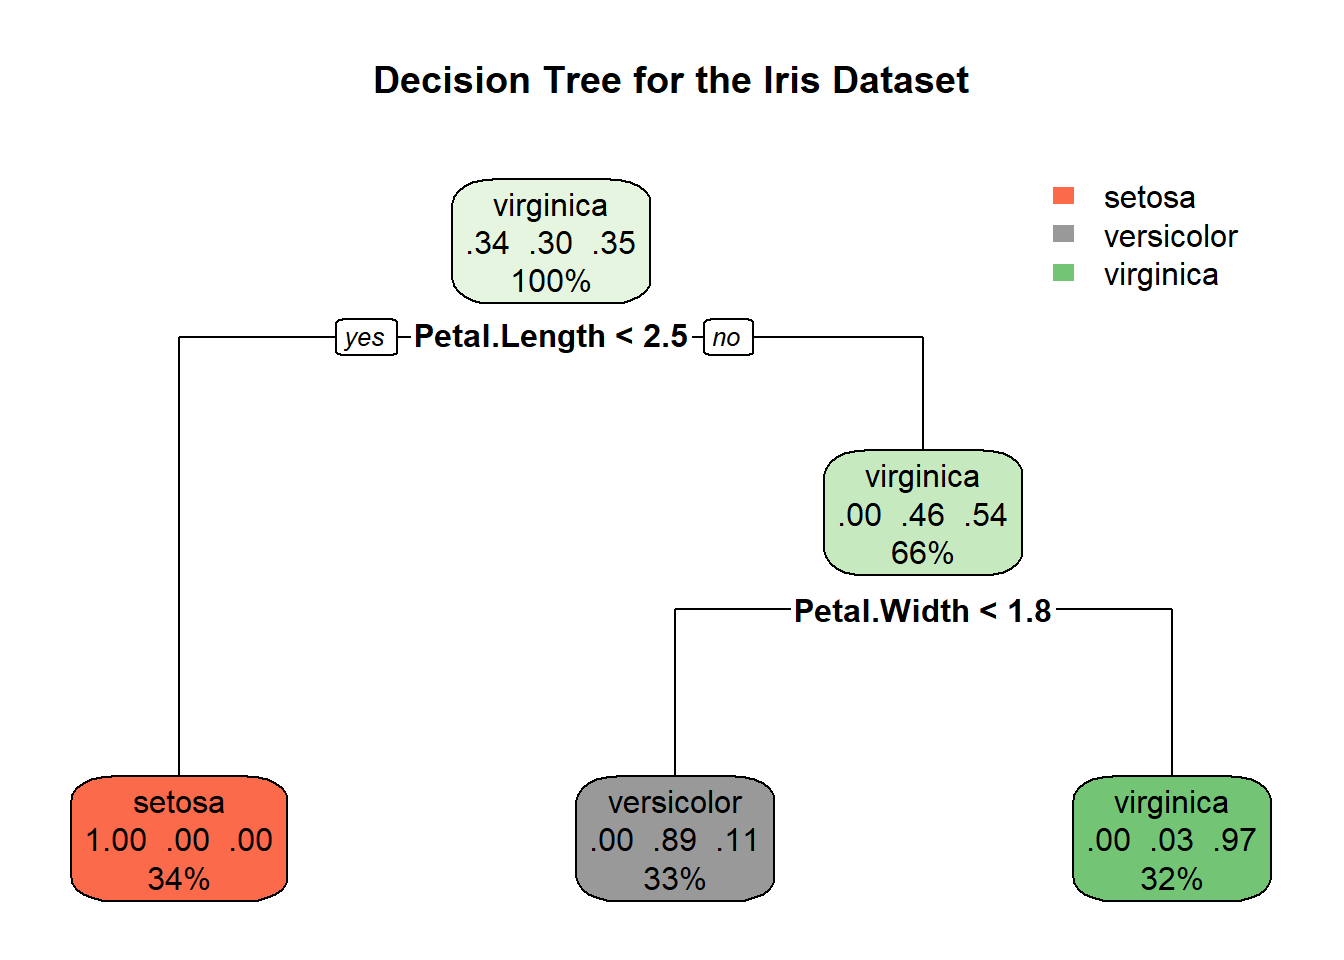 Decision Tree for the Iris Dataset
virginica
.34 .30 .35
100%
setosa
versicolor
virginica
yes Petal.Length < 2.5 no
virginica
.00 .46 .54
66%
Petal.Width < 1.8
setosa
1.00 .00 .00
34%
versicolor
.00 .89 .11
33%
virginica
.00 .03 .97
32%